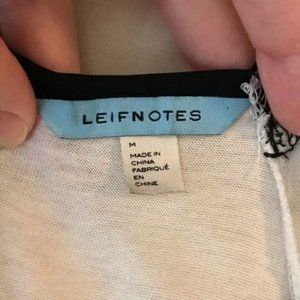 LEIFNOTES
M
MADE IN
CHINA
FABRIQUÉ
EN
CHINE